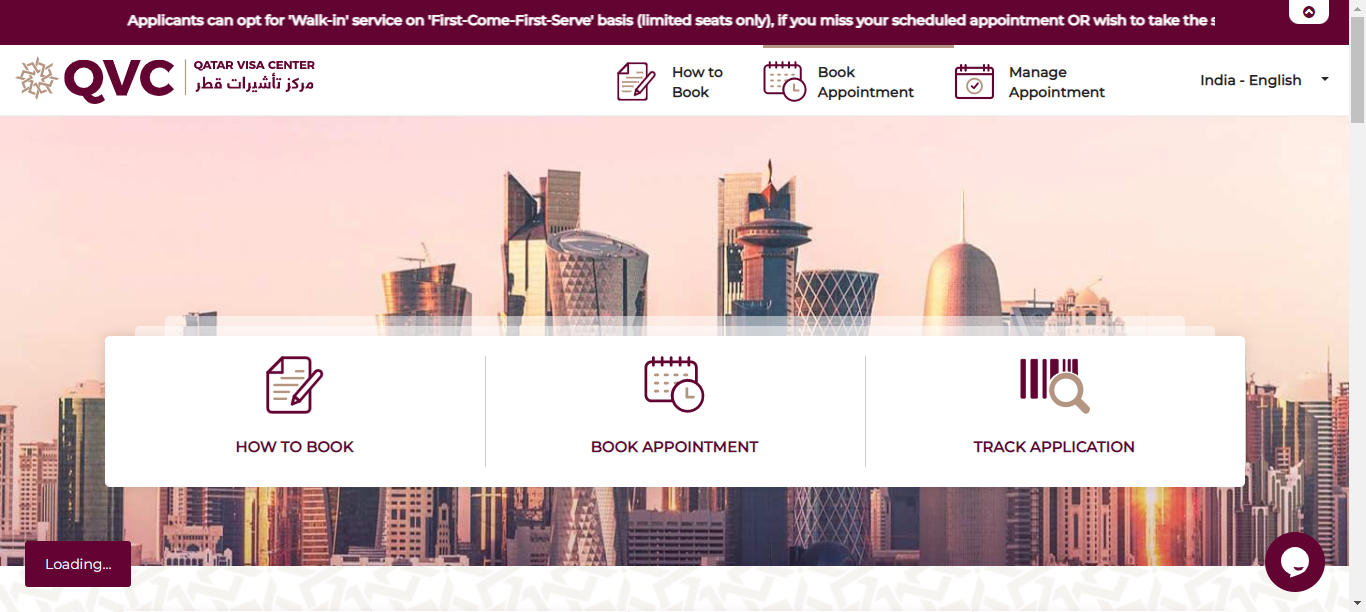 Applicants can opt for 'Walk-in' service on 'First-Come-First-Serve' basis (limited seats only), if you miss your scheduled appointment OR wish to take the s
QVC
QATAR VISA CENTER
مركز تأشيرات قطر
How to
Book
Book
Appointment
Manage
Appointment
India - English
HOW TO BOOK
BOOK APPOINTMENT
TRACK APPLICATION
Loading...